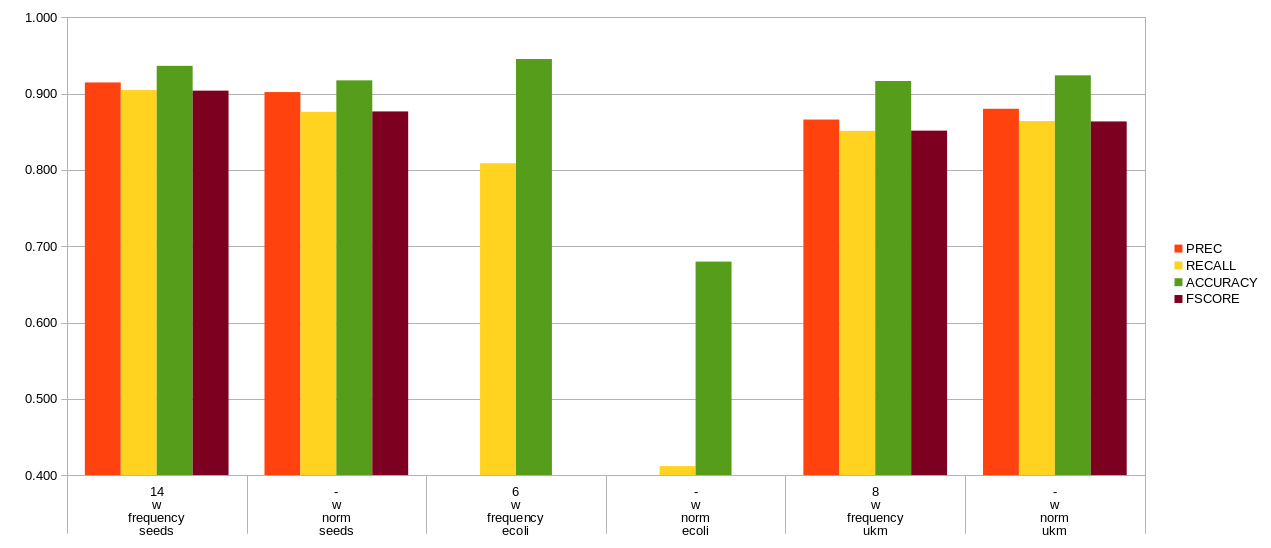 1.000
0.900
0.800
0.700
0.600
0.500
0.400
14
w
frequency
seeds
-
w
norm
seeds
6
w
frequency
ecoli
-
w
norm
ecoli
8
w
frequency
ukm
-
w
norm
ukm
PREC
RECALL
ACCURACY
FSCORE